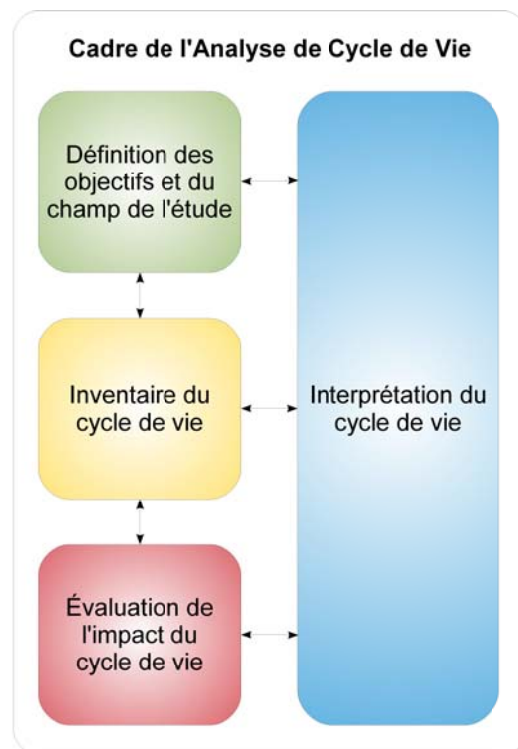 Cadre de l'Analyse de Cycle de Vie
Définition des
objectifs et du
champ de l'étude
Inventaire du
cycle de vie
Interprétation du
cycle de vie
Évaluation de
l'impact du
cycle de vie